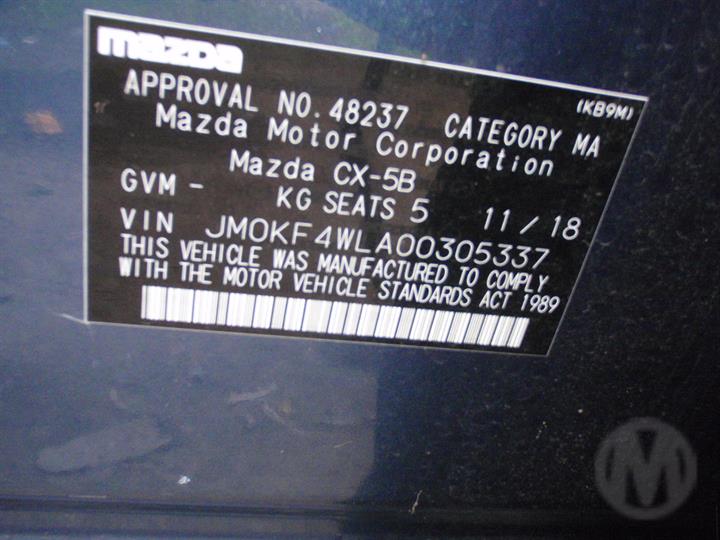 mazda
(KB9M)
APPROVAL NO.48237 CATEGORY MA
Mazda Motor Corporation
Mazda CX-5B
GVM - KG SEATS 5 11/18
VIN JM0KF4WLA00305337
THIS VEHICLE WAS MANUFACTURED TO COMPLY
WITH THE MOTOR VEHICLE STANDARDS ACT 1989
M